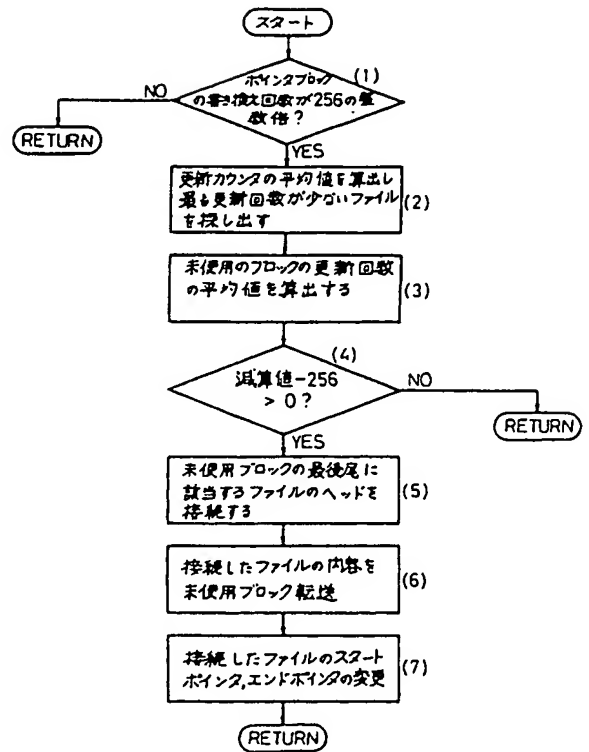 スタート
(1)
ポインタブロック
の書き換え回数が256の整
数倍?
NO
RETURN
YES
更新カウンタの平均値を算出し
最も更新回数が少ないファイル
を探し出す
(2)
未使用のブロックの更新回数
の平均値を算出する
(3)
(4)
減算値-256
> 0?
NO
RETURN
YES
未使用ブロックの最後尾に
該当するファイルのヘッドを
接続する
(5)
接続したファイルの内容を
未使用ブロック転送
(6)
接続したファイルのスタート
ポインタ,エンドポインタの変更
(7)
RETURN